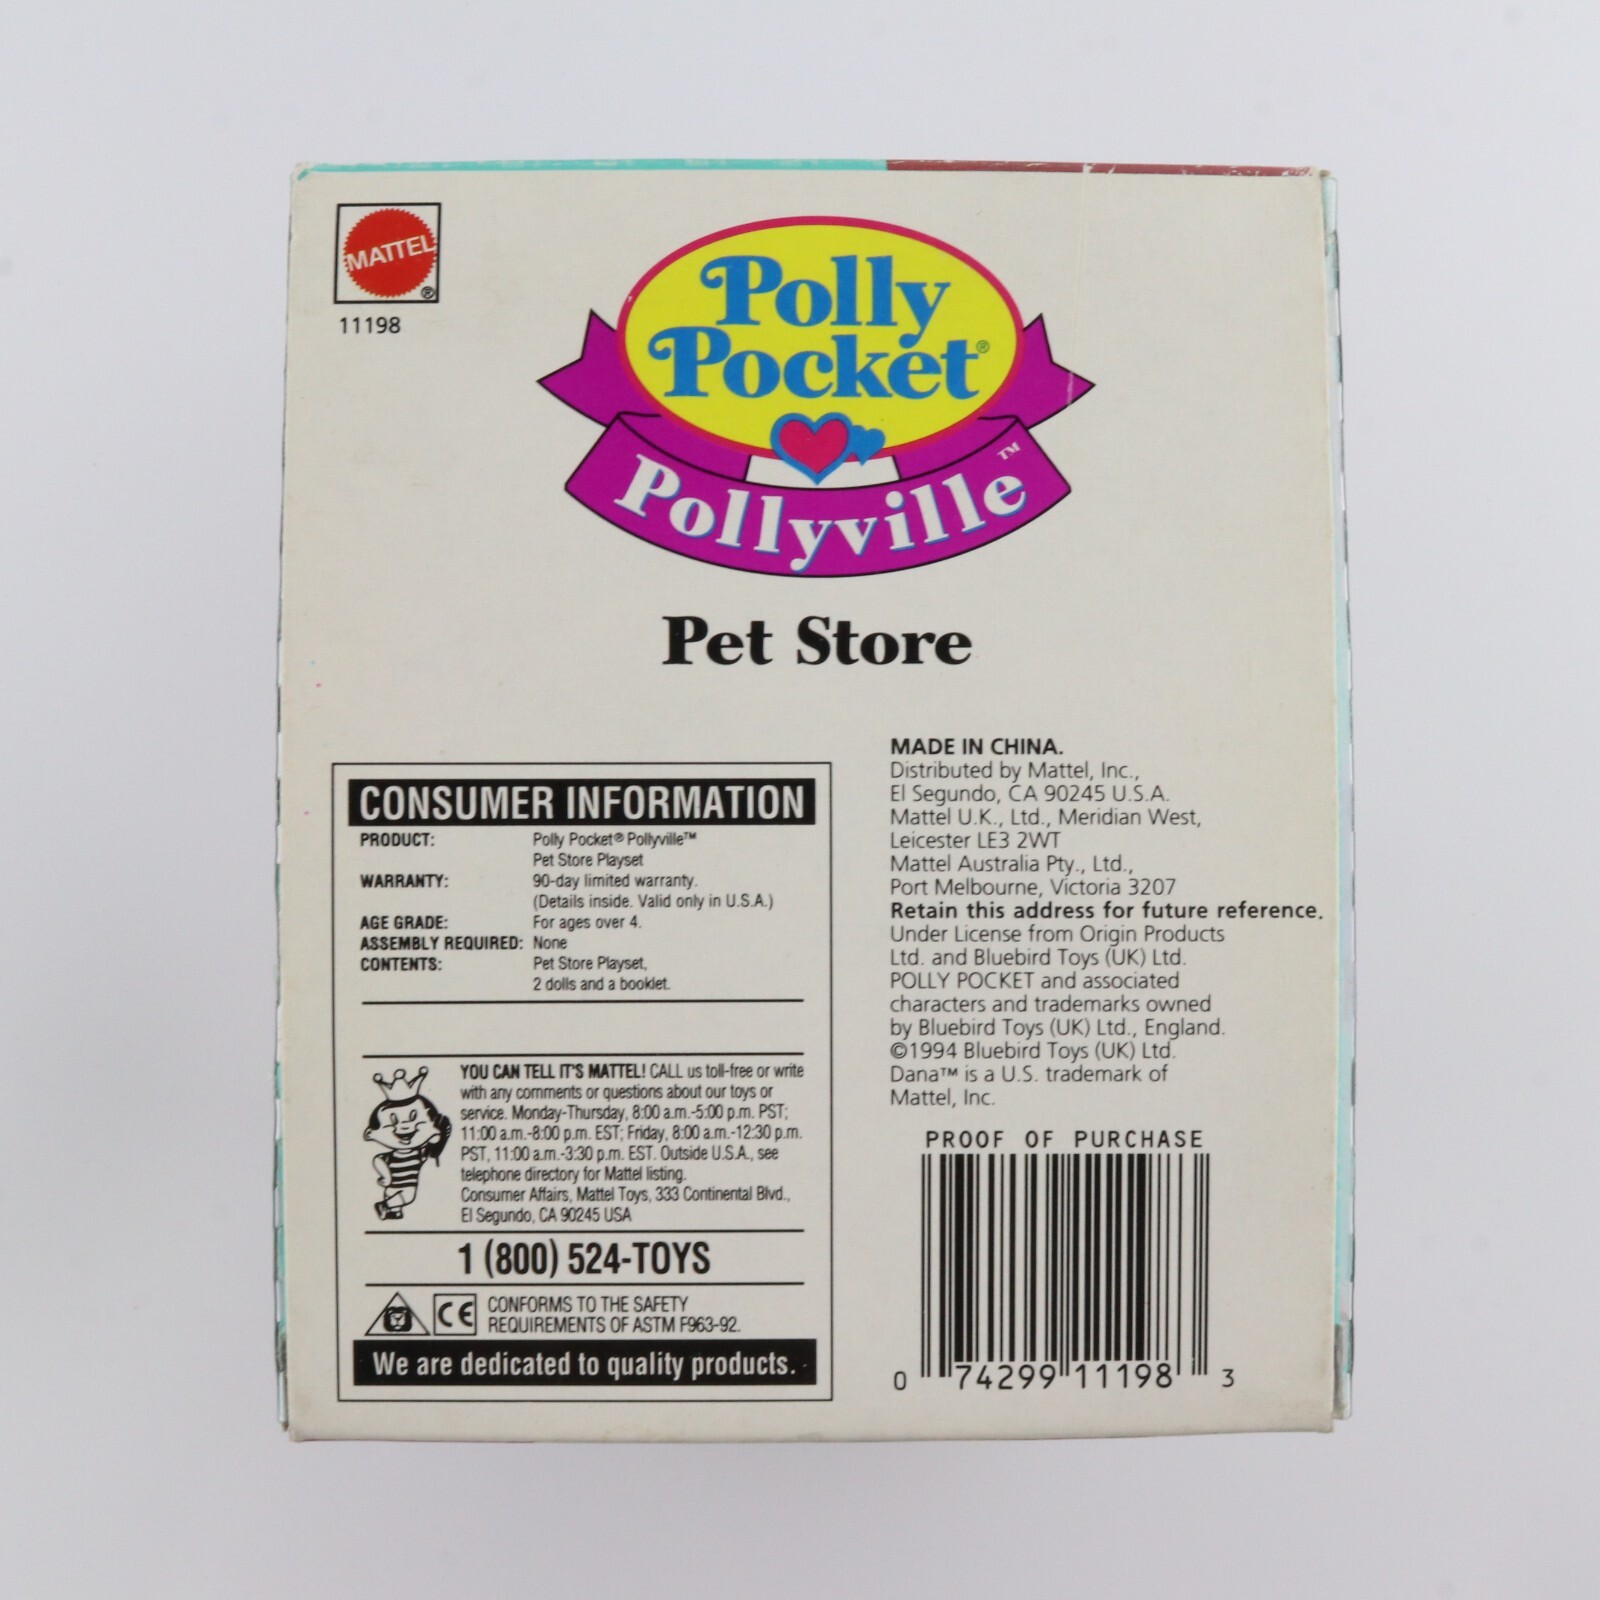 MATTEL
®
11198
Polly
Pocket®
Pollyville™
Pet Store
CONSUMER INFORMATION
PRODUCT: Polly Pocket® Pollyville™
Pet Store Playset
WARRANTY: 90-day limited warranty.
(Details inside. Valid only in U.S.A.)
AGE GRADE: For ages over 4.
ASSEMBLY REQUIRED: None
CONTENTS: Pet Store Playset,
2 dolls and a booklet.
YOU CAN TELL IT'S MATTEL! CALL us toll-free or write
with any comments or questions about our toys or
service. Monday-Thursday, 8:00 a.m.-5:00 p.m. PST;
11:00 a.m.-8:00 p.m. EST; Friday, 8:00 a.m.-12:30 p.m.
PST, 11:00 a.m.-3:30 p.m. EST. Outside U.S.A., see
telephone directory for Mattel listing.
Consumer Affairs, Mattel Toys, 333 Continental Blvd.,
El Segundo, CA 90245 USA
1 (800) 524-TOYS
CE CONFORMS TO THE SAFETY
REQUIREMENTS OF ASTM F963-92.
We are dedicated to quality products.
MADE IN CHINA.
Distributed by Mattel, Inc.,
El Segundo, CA 90245 U.S.A.
Mattel U.K., Ltd., Meridian West,
Leicester LE3 2WT
Mattel Australia Pty., Ltd.,
Port Melbourne, Victoria 3207
Retain this address for future reference.
Under License from Origin Products
Ltd. and Bluebird Toys (UK) Ltd.
POLLY POCKET and associated
characters and trademarks owned
by Bluebird Toys (UK) Ltd., England.
©1994 Bluebird Toys (UK) Ltd.
Dana™ is a U.S. trademark of
Mattel, Inc.
PROOF OF PURCHASE
0 74299 11198 3